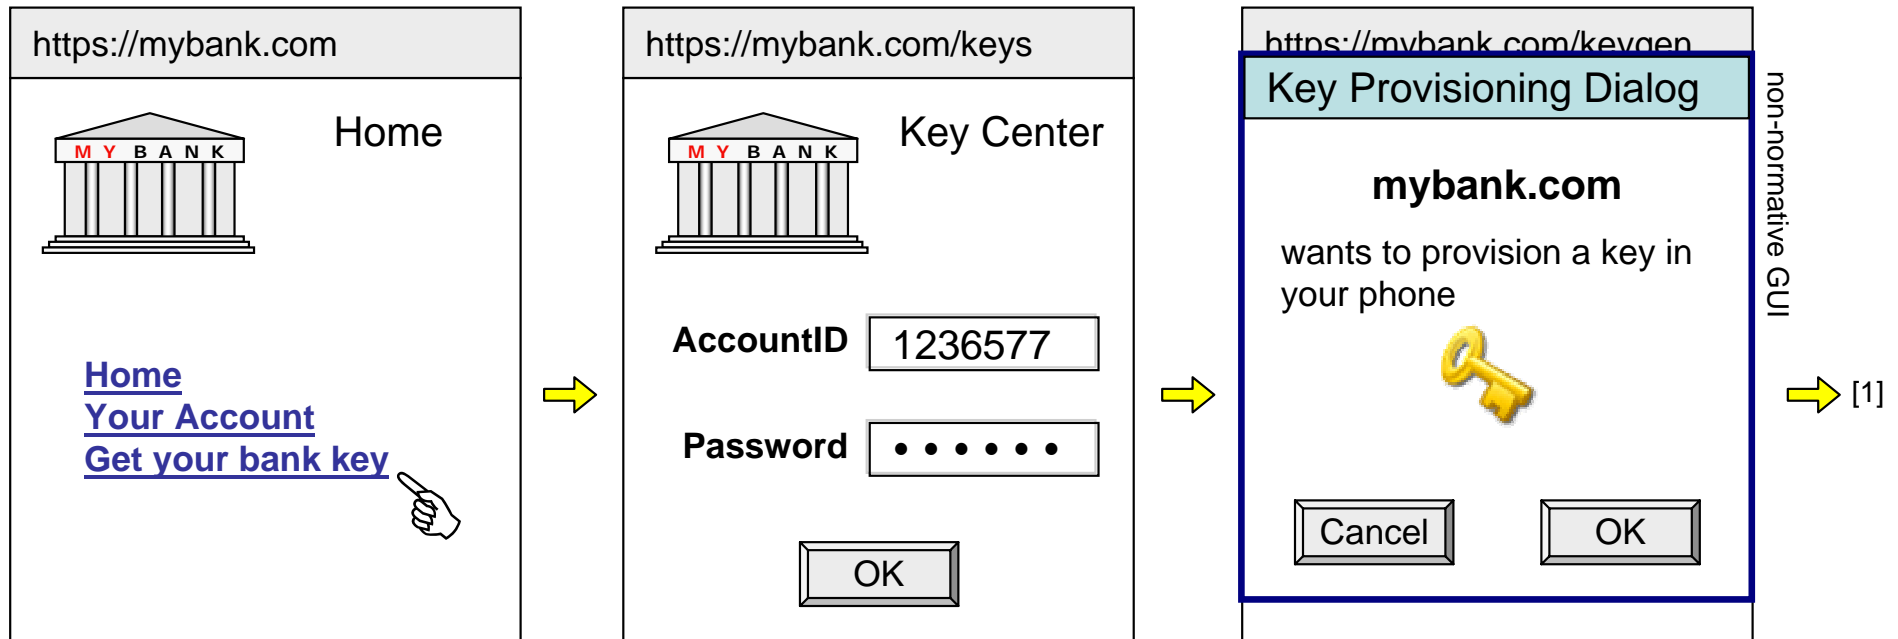 https://mybank.com
MY BANK
Home
Home
Your Account
Get your bank key
https://mybank.com/keys
MY BANK
Key Center
AccountID 1236577
Password ••••••
OK
https://mybank.com/keygen
Key Provisioning Dialog
mybank.com
wants to provision a key in
your phone
Cancel OK
non-normative GUI
[1]